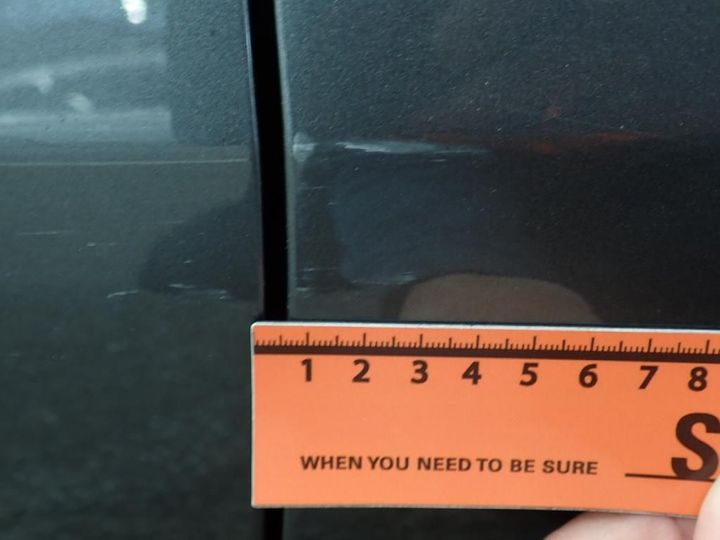 1 2 3 4 5 6 7 8
S
WHEN YOU NEED TO BE SURE